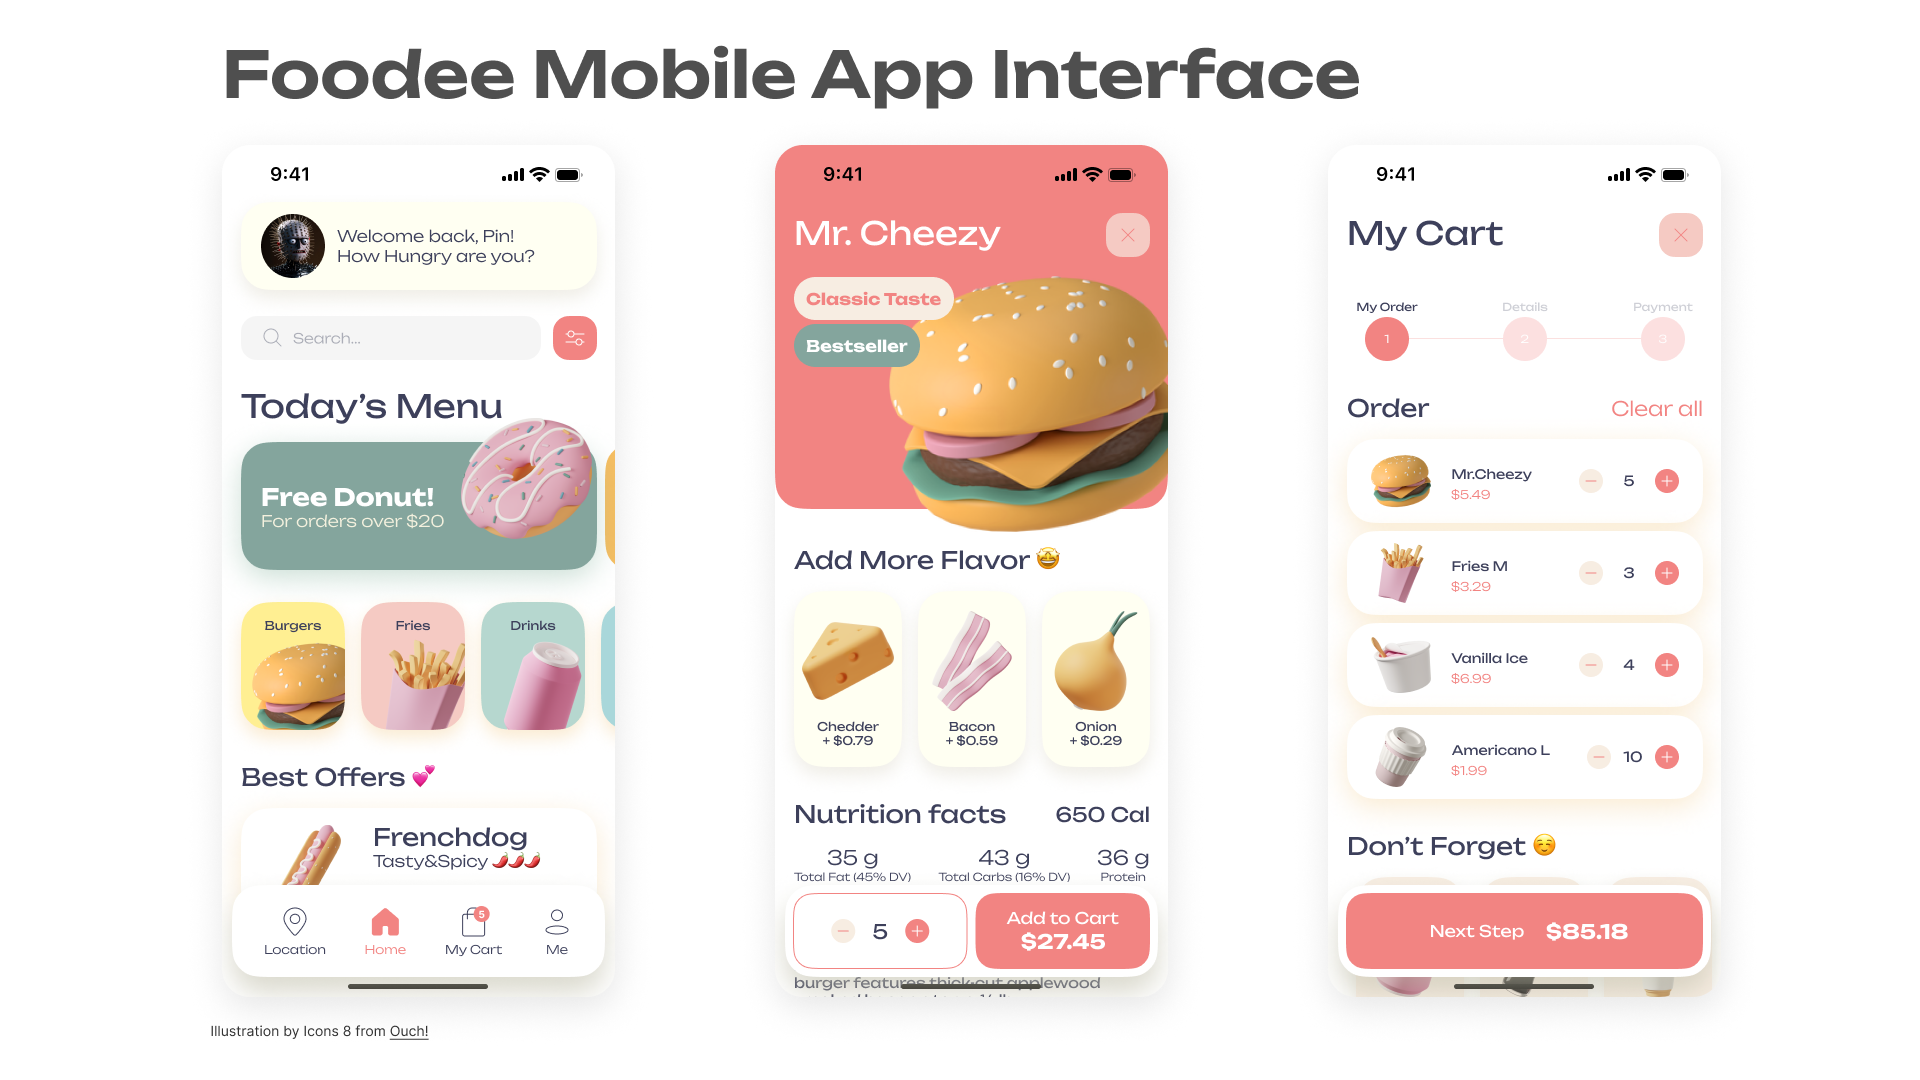 Foodee Mobile App Interface
9:41
Welcome back, Pin!
How Hungry are you?
Search...
Today's Menu
Free Donut!
For orders over $20
Burgers
Fries
Drinks
Best Offers
Frenchdog
Tasty&Spicy
Location
Home
5
My Cart
Me
9:41
Mr. Cheezy
Classic Taste
Bestseller
Add More Flavor
Chedder
+ $0.79
Bacon
+ $0.59
Onion
+ $0.29
Nutrition facts
650 Cal
35 g
Total Fat (45% DV)
43 g
Total Carbs (16% DV)
36 g
Protein
5
Add to Cart
$27.45
burger features thick-cut applewood
9:41
My Cart
My Order
Details
Payment
1
2
3
Order
Clear all
Mr.Cheezy
$5.49
5
Fries M
$3.29
3
Vanilla Ice
$6.99
4
Americano L
$1.99
10
Don't Forget
Next Step
$85.18
Illustration by Icons 8 from Ouch!